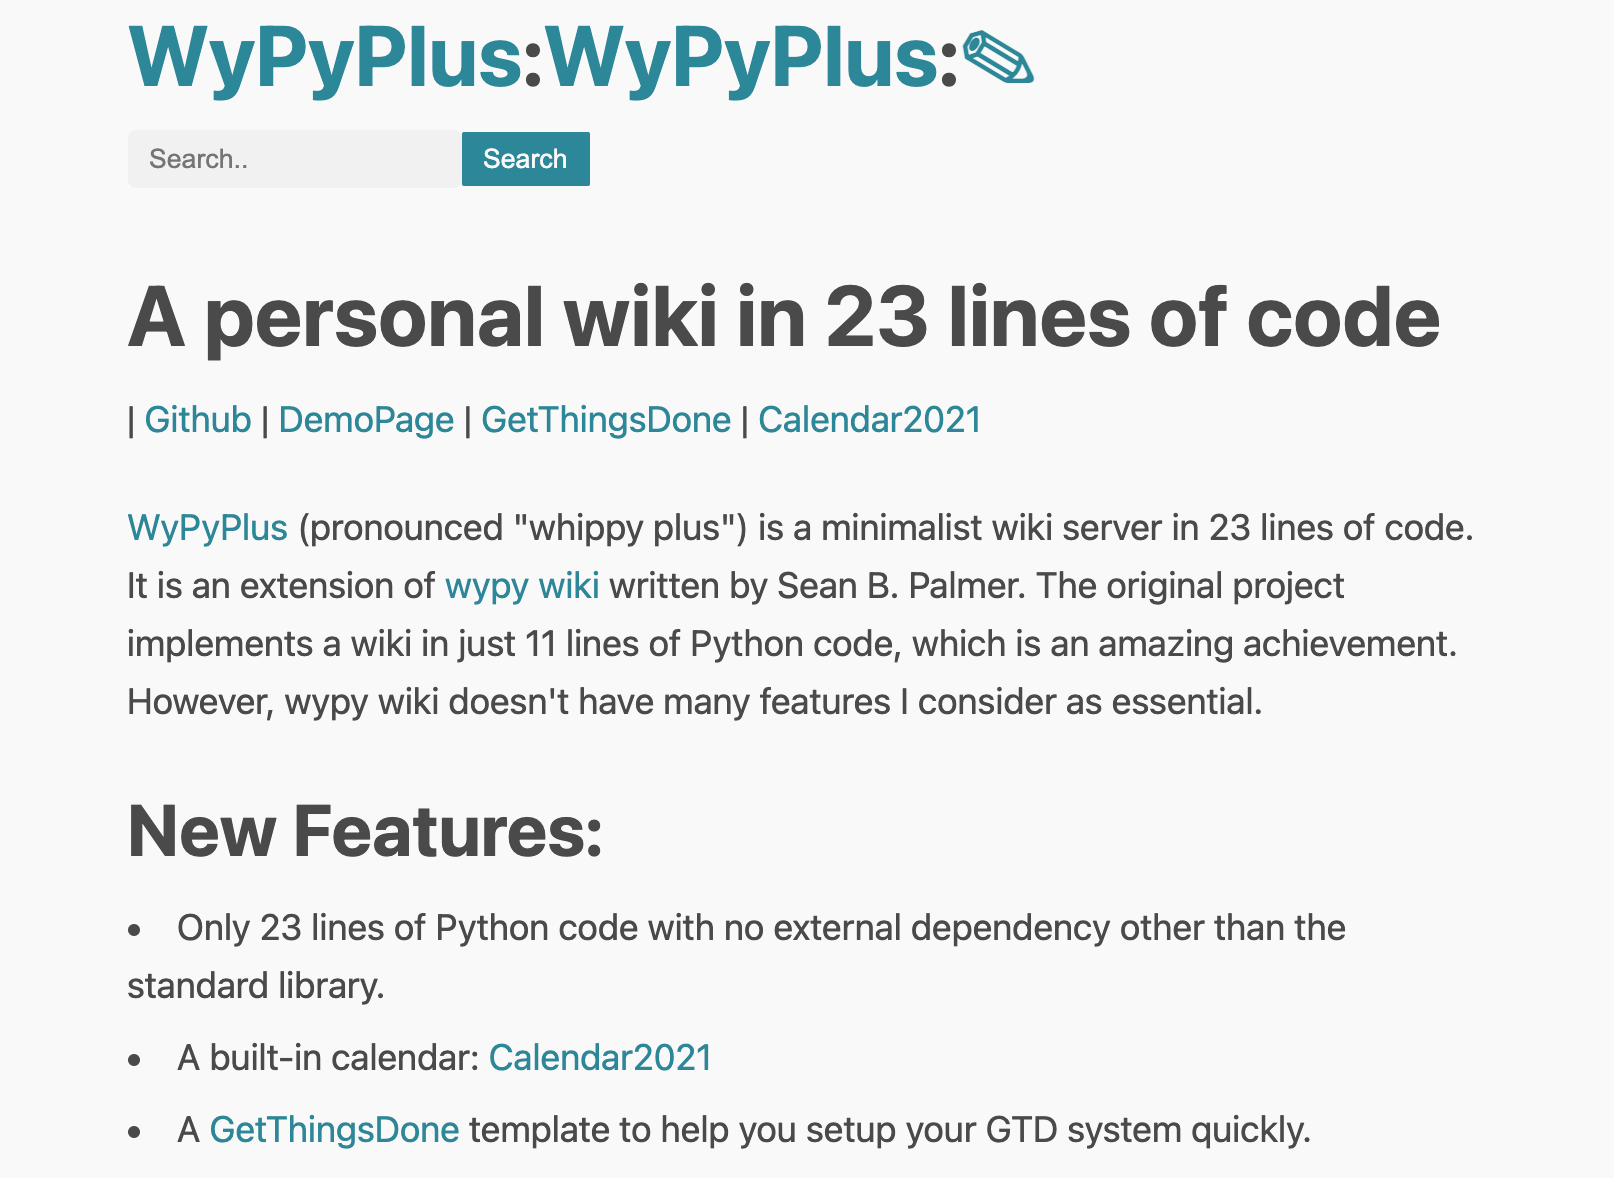 WyPyPlus:WyPyPlus:✎
Search.. Search
A personal wiki in 23 lines of code
| Github | DemoPage | GetThingsDone | Calendar2021
WyPyPlus (pronounced "whippy plus") is a minimalist wiki server in 23 lines of code.
It is an extension of wypy wiki written by Sean B. Palmer. The original project
implements a wiki in just 11 lines of Python code, which is an amazing achievement.
However, wypy wiki doesn't have many features I consider as essential.
New Features:
• Only 23 lines of Python code with no external dependency other than the
standard library.
• A built-in calendar: Calendar2021
• A GetThingsDone template to help you setup your GTD system quickly.